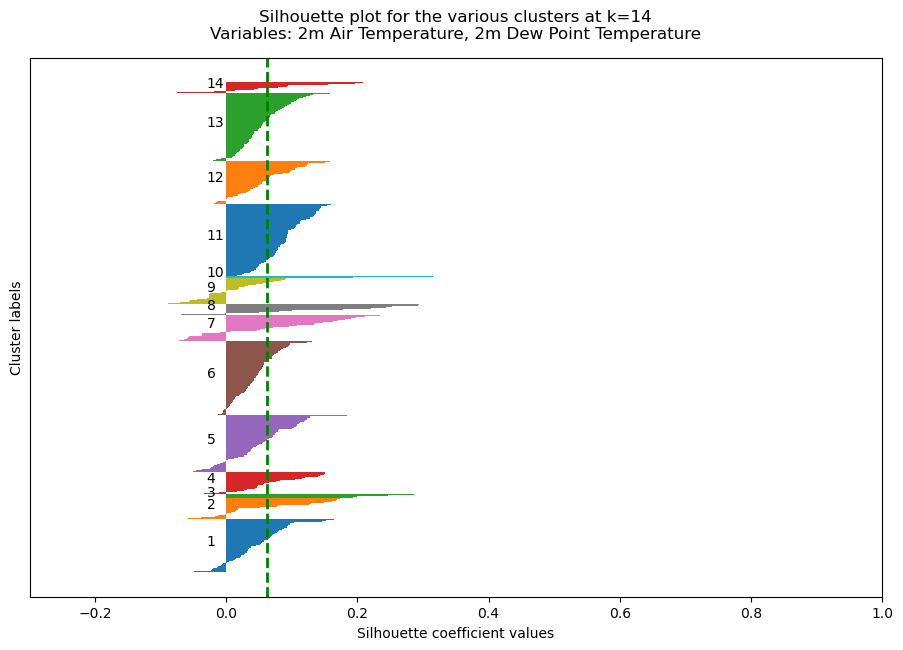 Silhouette plot for the various clusters at k=14
Variables: 2m Air Temperature, 2m Dew Point Temperature
14
13
12
11
10
9
8
7
6
5
4
3
2
1
Cluster labels
−0.2 0.0 0.2 0.4 0.6 0.8 1.0
Silhouette coefficient values